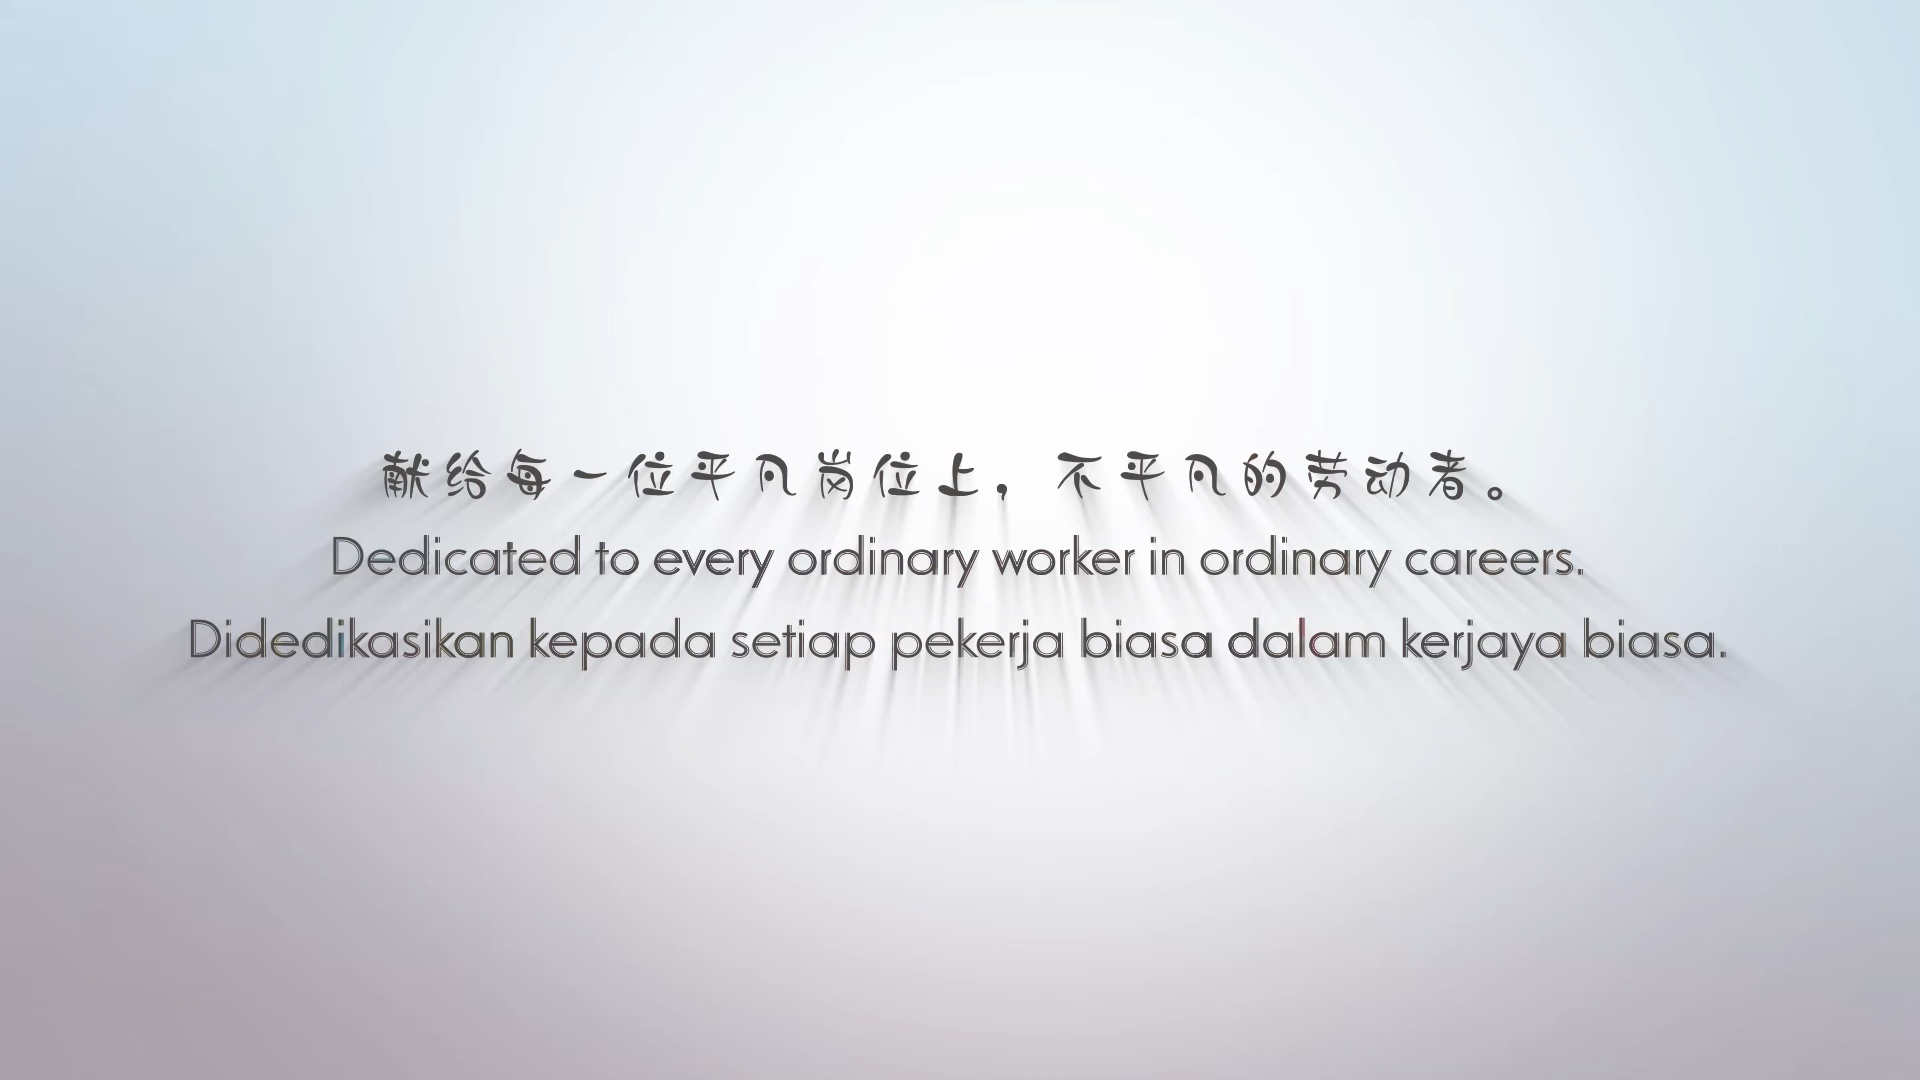 献给每一位平凡岗位上，不平凡的劳动者。
Dedicated to every ordinary worker in ordinary careers.
Didedikasikan kepada setiap pekerja biasa dalam kerjaya biasa.